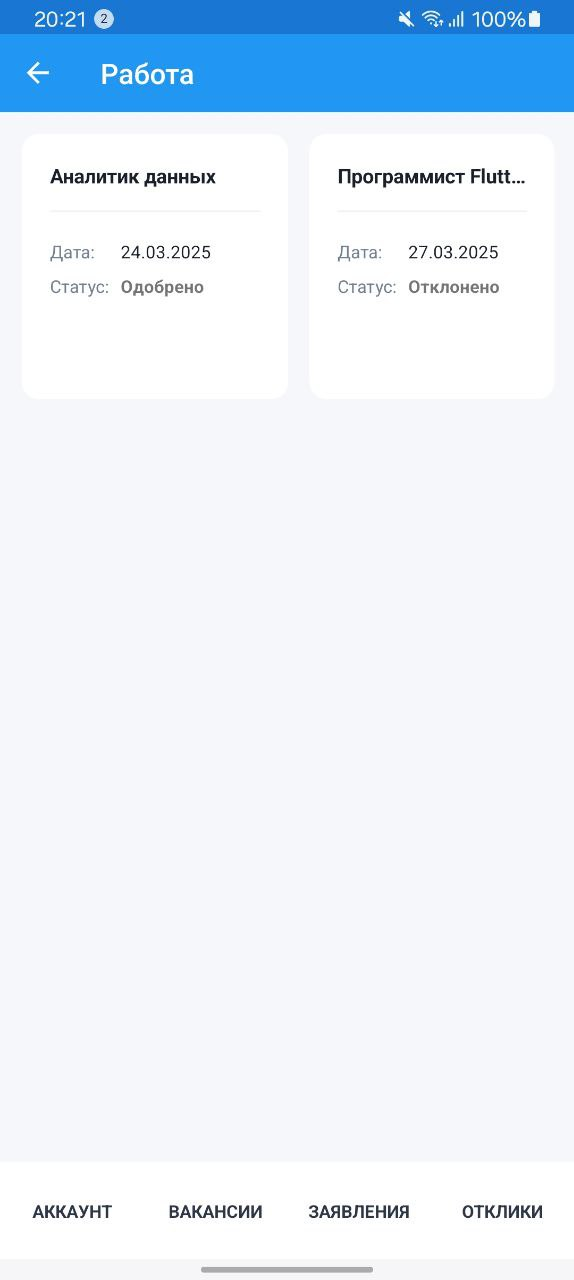 20:21 2 100%
Работа
Аналитик данных
Дата: 24.03.2025
Статус: Одобрено
Программист Flutt...
Дата: 27.03.2025
Статус: Отклонено
АККАУНТ ВАКАНСИИ ЗАЯВЛЕНИЯ ОТКЛИКИ